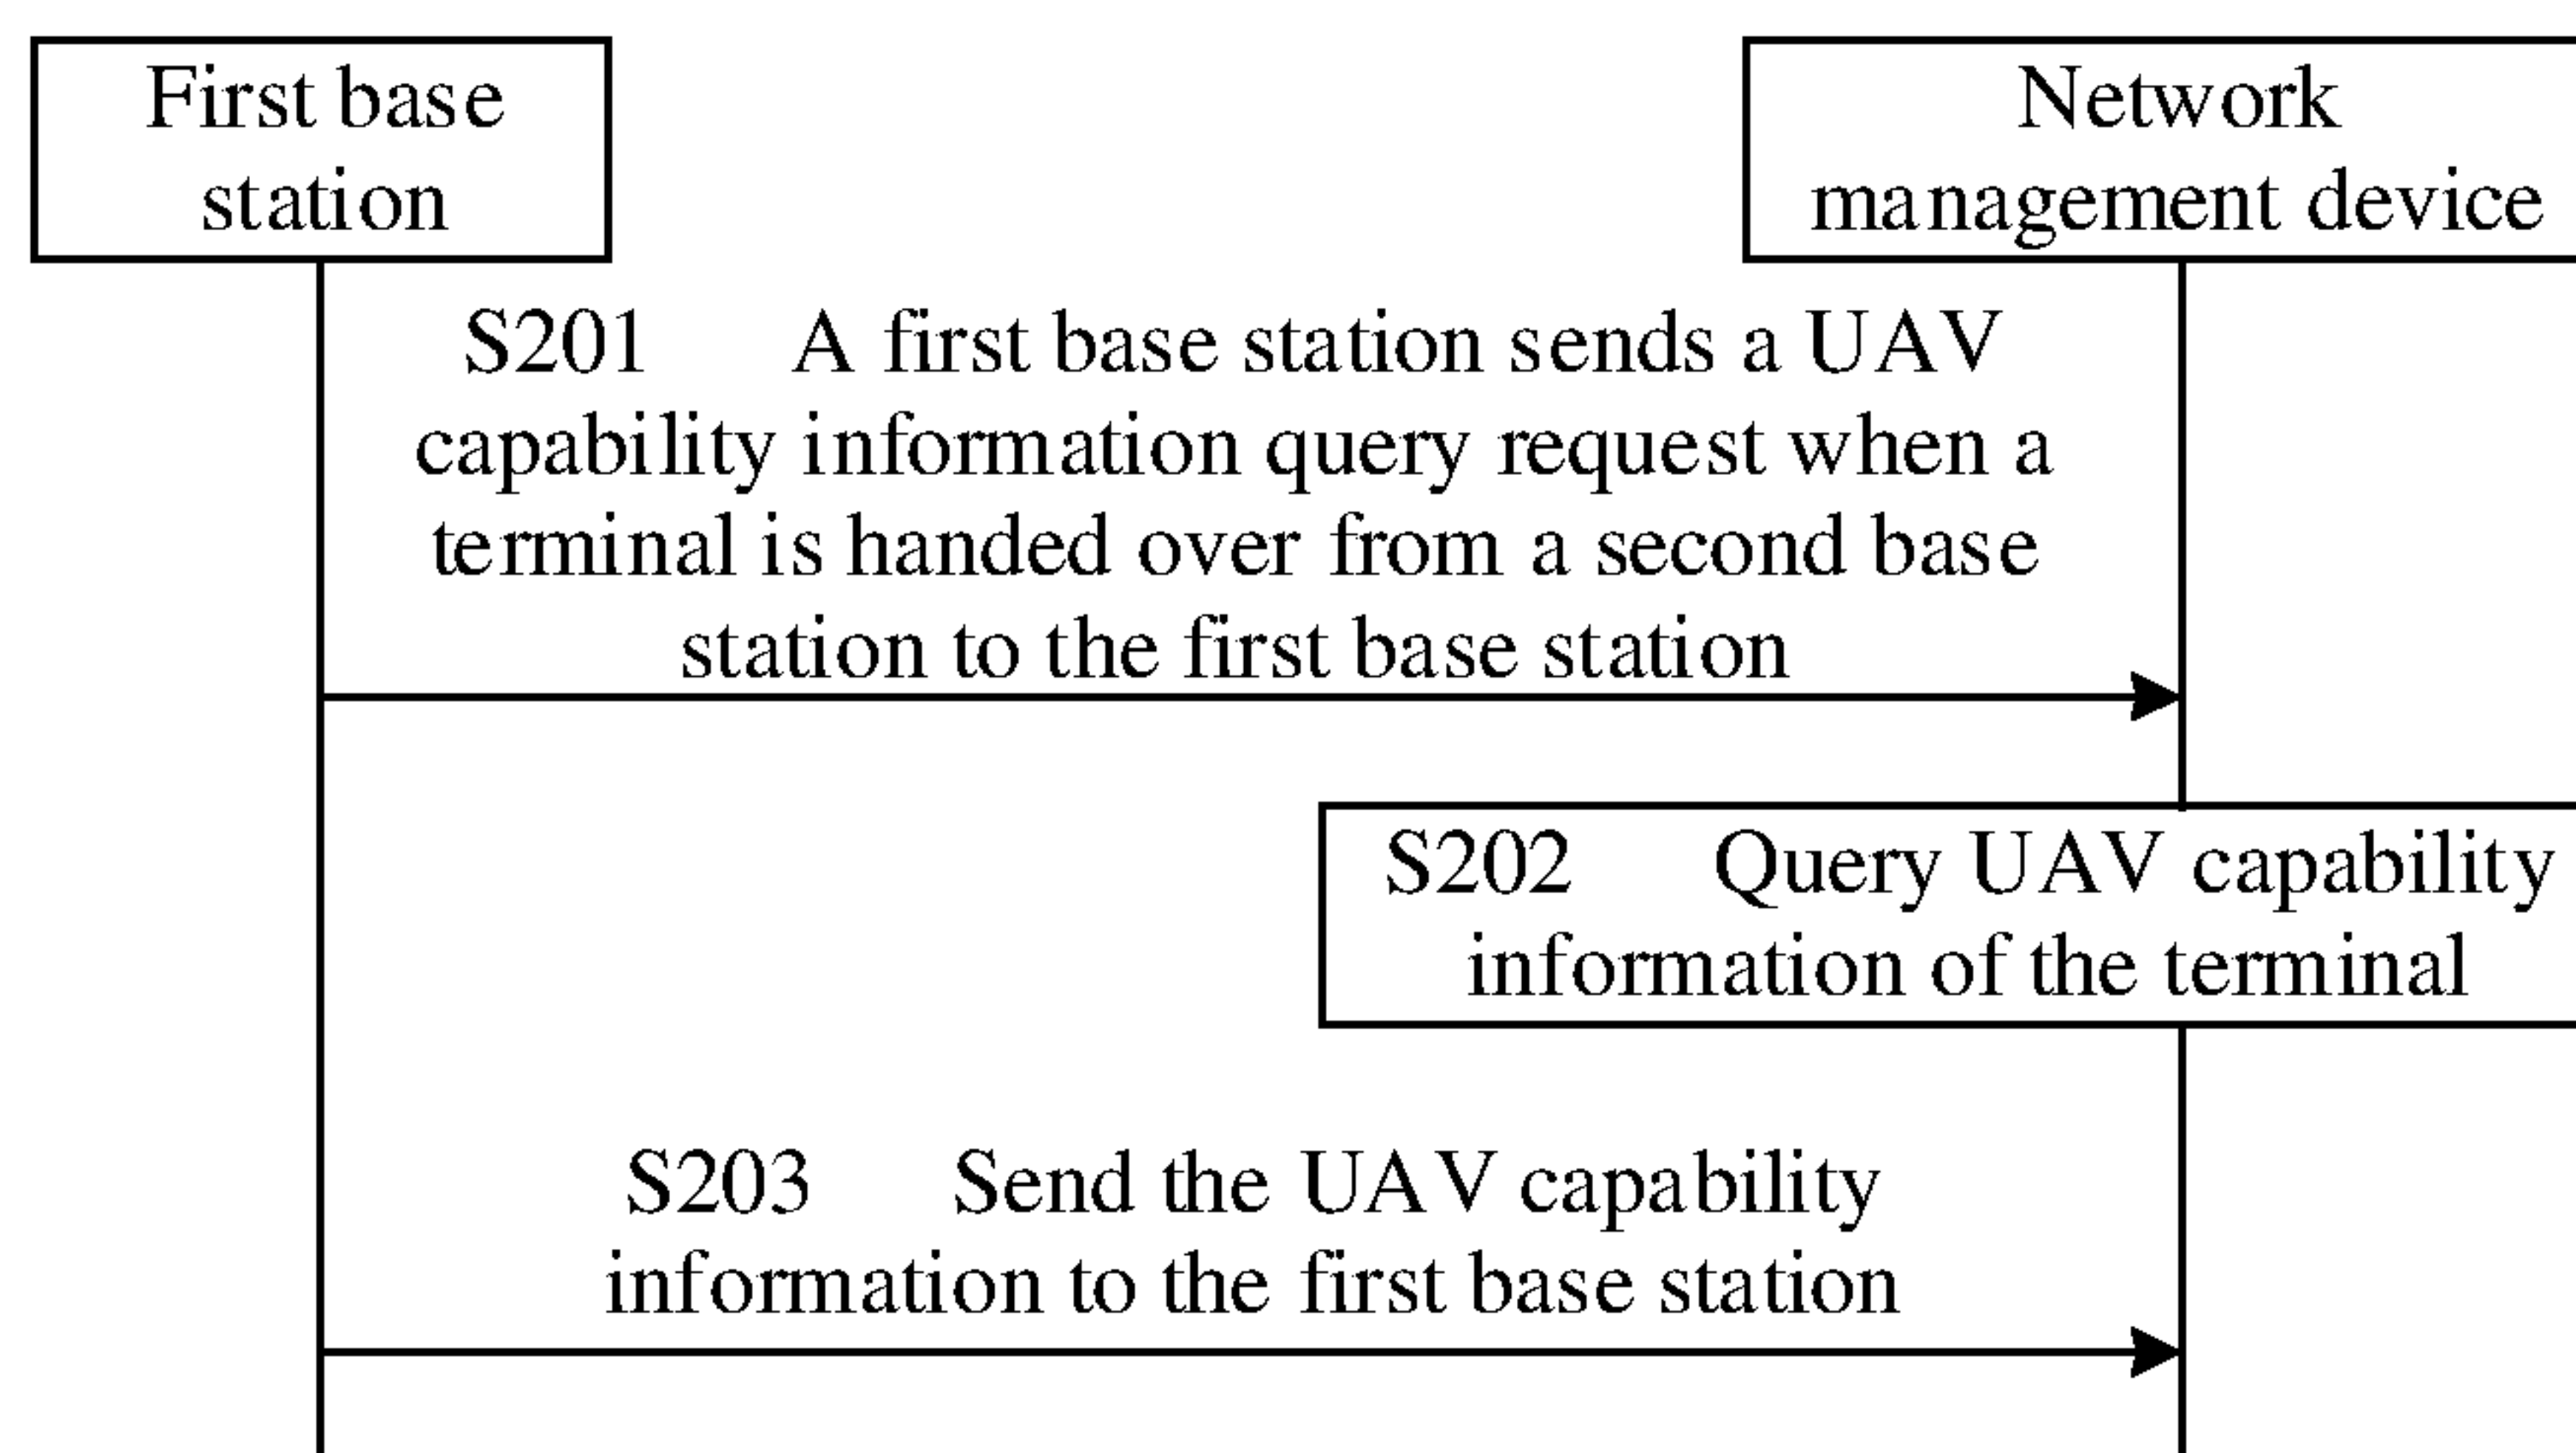 First base
station
Network
management device
S201 A first base station sends a UAV
capability information query request when a
terminal is handed over from a second base
station to the first base station
S202 Query UAV capability
information of the terminal
S203 Send the UAV capability
information to the first base station